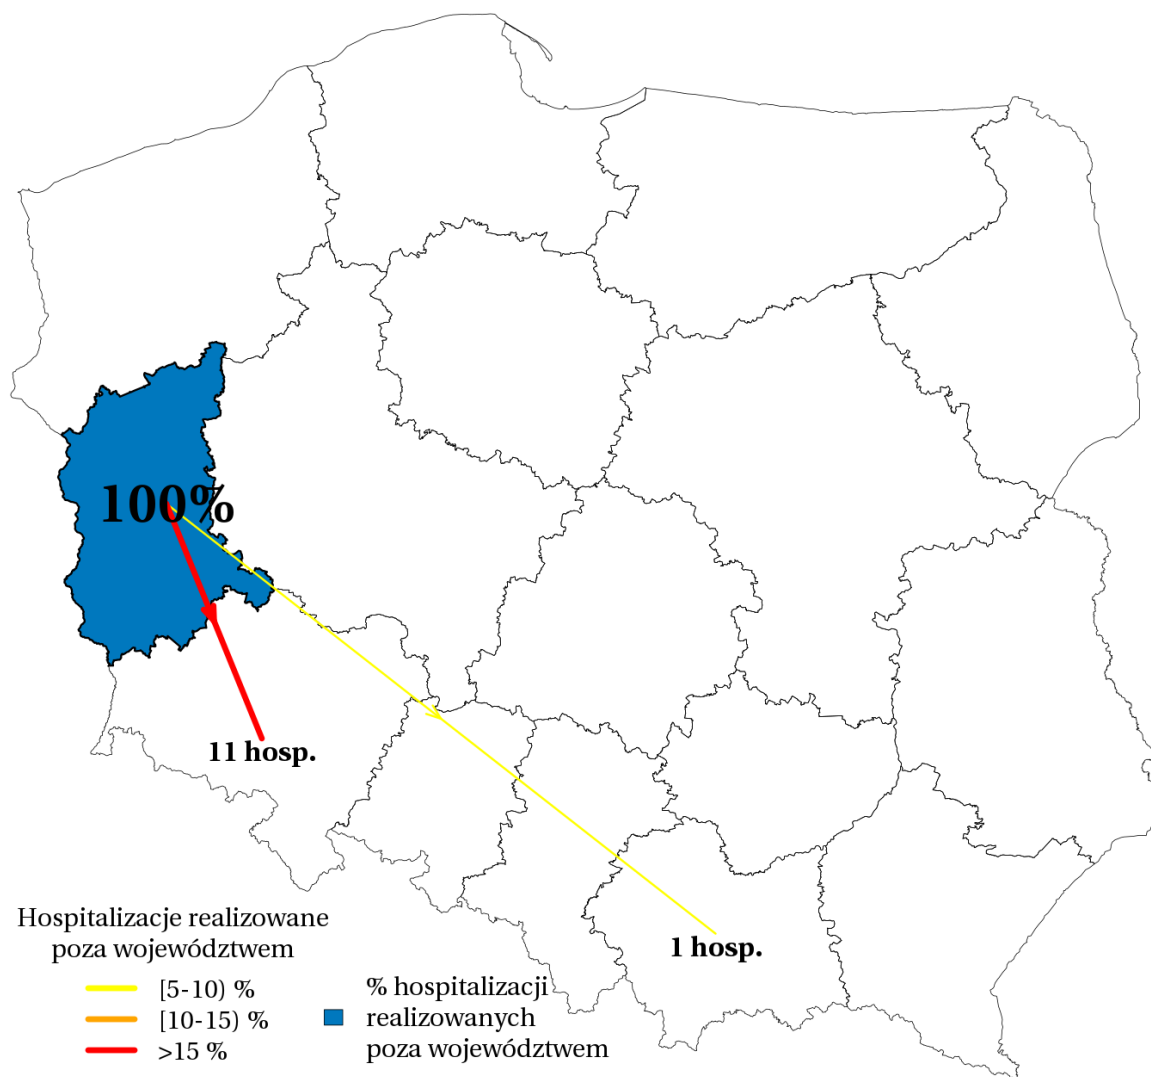 100%
11 hosp.
1 hosp.
Hospitalizacje realizowane
poza województwem
[5-10) %
[10-15) %
>15 %
% hospitalizacji
realizowanych
poza województwem